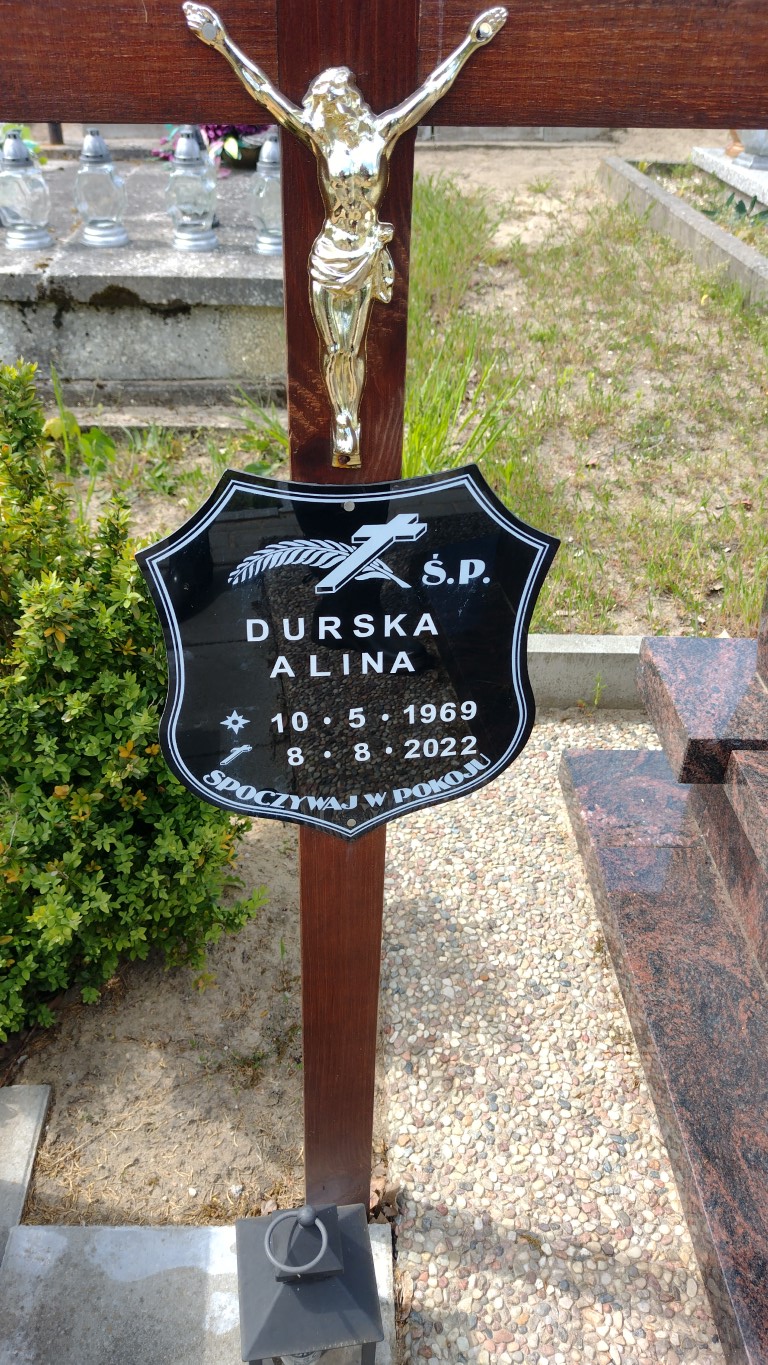 Ś.P.
DURSKA
ALINA
10 • 5 • 1969
8 • 8 • 2022
SPOCZYWAJ W POKOJU